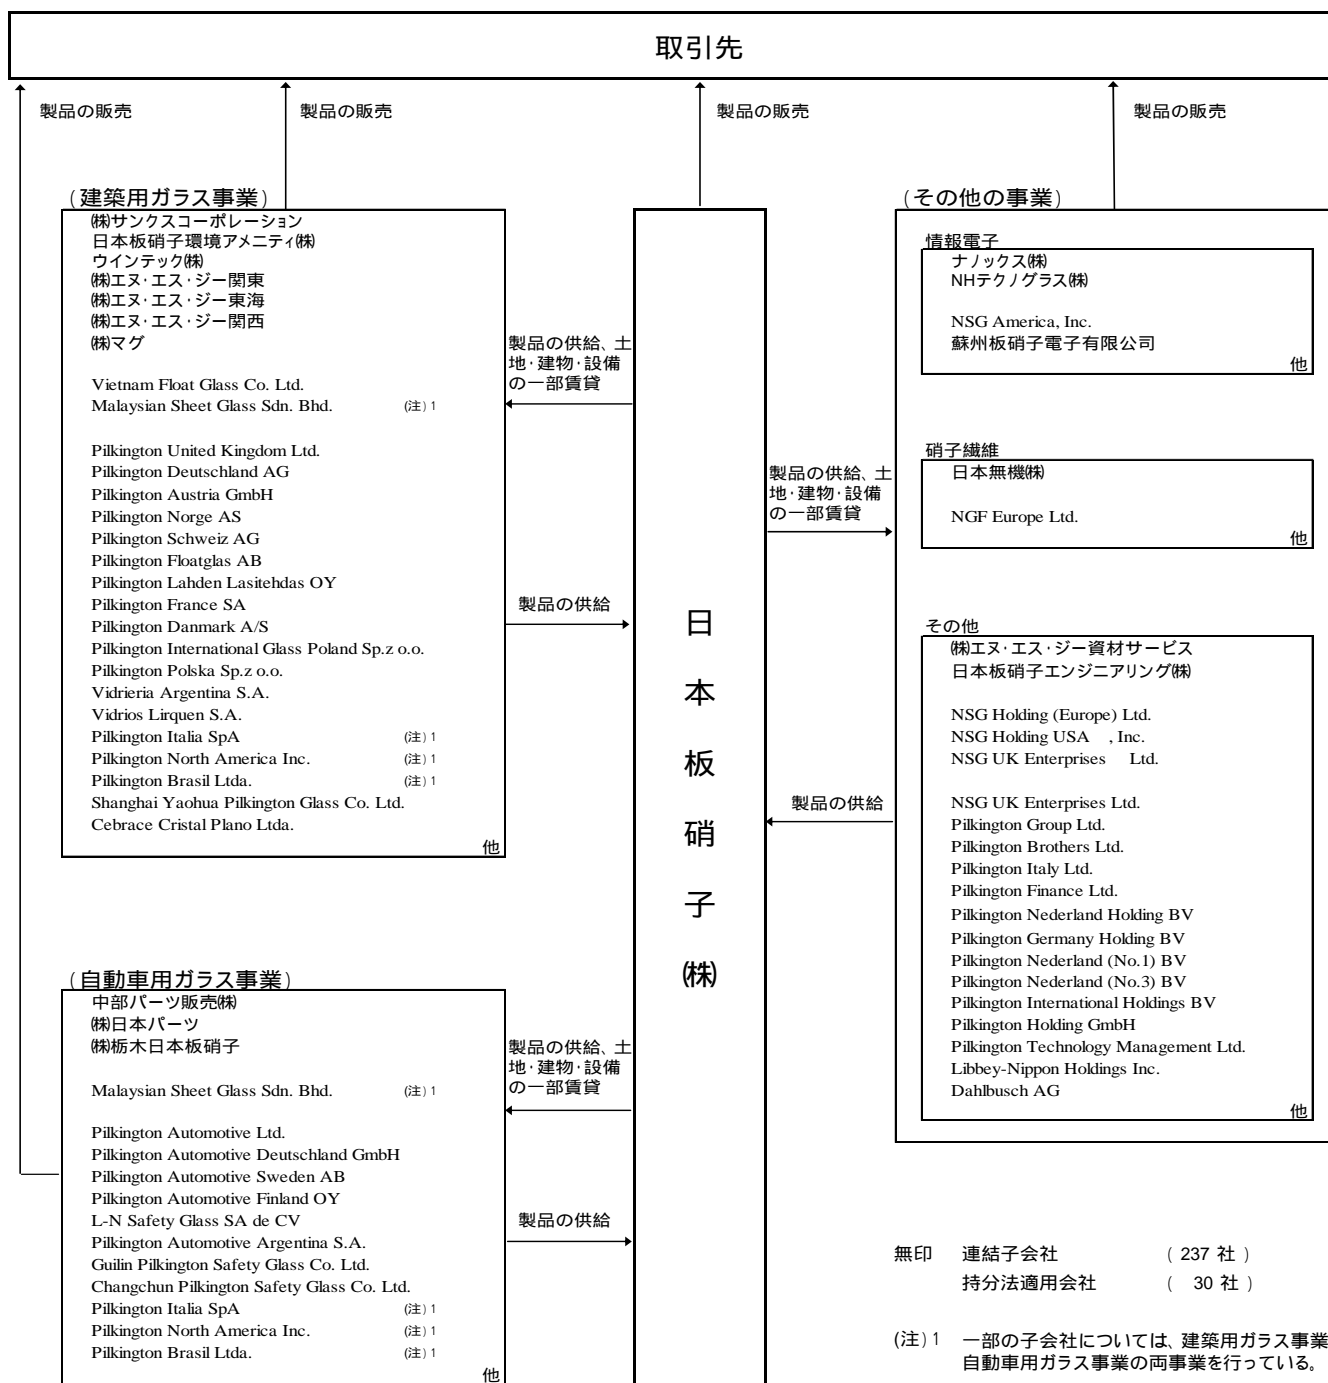 取引先
製品の販売
製品の販売
製品の販売
製品の販売
(建築用ガラス事業)
㈱サンクスコーポレーション
日本板硝子環境アメニティ㈱
ウインテック㈱
㈱エヌ・エス・ジー関東
㈱エヌ・エス・ジー東海
㈱エヌ・エス・ジー関西
㈱マグ
Vietnam Float Glass Co. Ltd.
Malaysian Sheet Glass Sdn. Bhd. (注)1
Pilkington United Kingdom Ltd.
Pilkington Deutschland AG
Pilkington Austria GmbH
Pilkington Norge AS
Pilkington Schweiz AG
Pilkington Floatglas AB
Pilkington Lahden Lasitehdas OY
Pilkington France SA
Pilkington Danmark A/S
Pilkington International Glass Poland Sp.z o.o.
Pilkington Polska Sp.z o.o.
Vidrieria Argentina S.A.
Vidrios Lirquen S.A.
Pilkington Italia SpA (注)1
Pilkington North America Inc. (注)1
Pilkington Brasil Ltda. (注)1
Shanghai Yaohua Pilkington Glass Co. Ltd.
Cebrace Cristal Plano Ltda.
他
製品の供給、土
地・建物・設備
の一部賃貸
製品の供給
(自動車用ガラス事業)
中部パーツ販売㈱
㈱日本パーツ
㈱栃木日本板硝子
Malaysian Sheet Glass Sdn. Bhd. (注)1
Pilkington Automotive Ltd.
Pilkington Automotive Deutschland GmbH
Pilkington Automotive Sweden AB
Pilkington Automotive Finland OY
L-N Safety Glass SA de CV
Pilkington Automotive Argentina S.A.
Guilin Pilkington Safety Glass Co. Ltd.
Changchun Pilkington Safety Glass Co. Ltd.
Pilkington Italia SpA (注)1
Pilkington North America Inc. (注)1
Pilkington Brasil Ltda. (注)1
他
製品の供給、土
地・建物・設備
の一部賃貸
製品の供給
日
本
板
硝
子
㈱
製品の供給、土
地・建物・設備
の一部賃貸
製品の供給
(その他の事業)
情報電子
ナノックス㈱
NHテクノグラス㈱
NSG America, Inc.
蘇州板硝子電子有限公司
他
硝子繊維
日本無機㈱
NGF Europe Ltd.
他
その他
㈱エヌ・エス・ジー資材サービス
日本板硝子エンジニアリング㈱
NSG Holding (Europe) Ltd.
NSG Holding USA , Inc.
NSG UK Enterprises Ltd.
NSG UK Enterprises Ltd.
Pilkington Group Ltd.
Pilkington Brothers Ltd.
Pilkington Italy Ltd.
Pilkington Finance Ltd.
Pilkington Nederland Holding BV
Pilkington Germany Holding BV
Pilkington Nederland (No.1) BV
Pilkington Nederland (No.3) BV
Pilkington International Holdings BV
Pilkington Holding GmbH
Pilkington Technology Management Ltd.
Libbey-Nippon Holdings Inc.
Dahlbusch AG
他
無印 連結子会社 ( 237 社 )
持分法適用会社 ( 30 社 )
(注)1 一部の子会社については、建築用ガラス事業
自動車用ガラス事業の両事業を行っている。